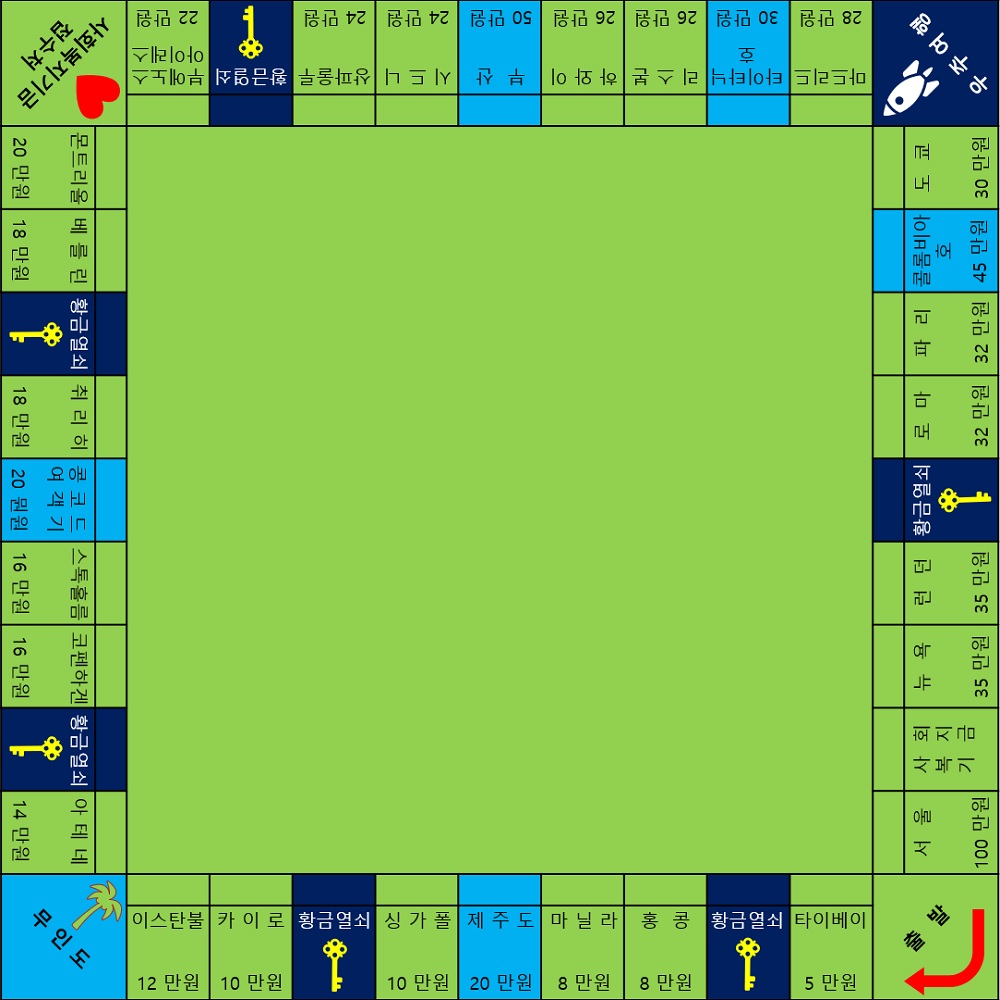 사회복지기금
접수처
부에노스
아이레스
22 만원
황금열쇠
상파울루
24 만원
시 드 니
24 만원
부 산
50 만원
하 와 이
26 만원
리 스 본
26 만원
타이타닉
호
30 만원
마드리드
28 만원
우 주 여 행
몬트리올
20 만원
베 를 린
18 만원
황금열쇠
취 리 히
18 만원
콩 코 드
여 객 기
20 뭔원
스톡홀름
16 만원
코펜하겐
16 만원
황금열쇠
아 테 네
14 만원
도 쿄
30 만원
콜롬비아
호
45 만원
파 리
32 만원
로 마
32 만원
황금열쇠
런 던
35 만원
뉴 욕
35 만원
사 회
복 지
기 금
서 울
100 만원
무 인 도
이스탄불
12 만원
카 이 로
10 만원
황금열쇠
싱 가 폴
10 만원
제 주 도
20 만원
마 닐 라
8 만원
홍 콩
8 만원
황금열쇠
타이베이
5 만원
출 발